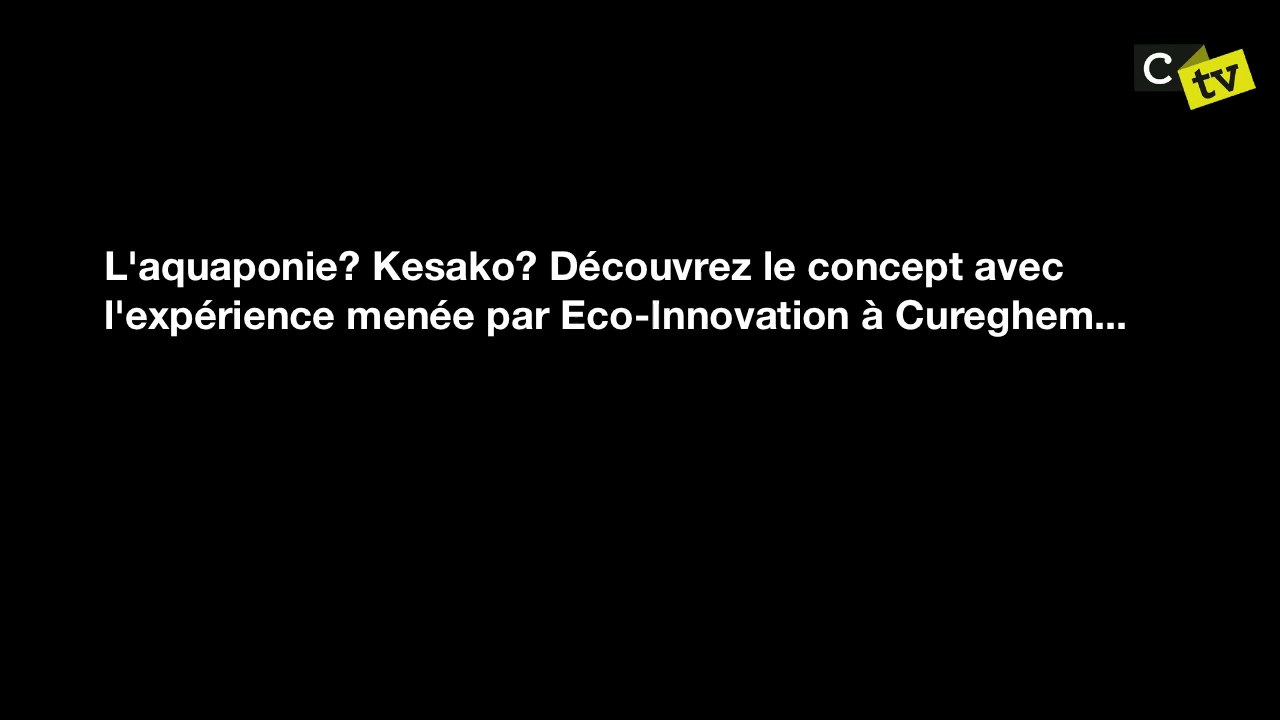 C
tv
L'aquaponie? Kesako? Découvrez le concept avec
l'expérience menée par Eco-Innovation à Cureghem...